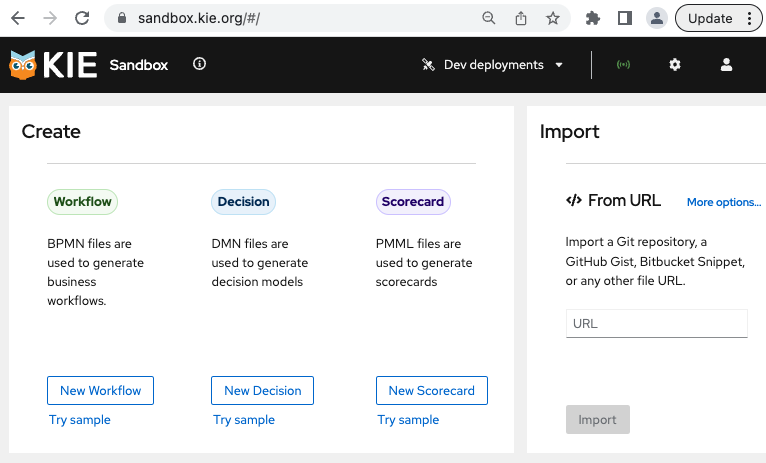 sandbox.kie.org/#/
Update
KIE Sandbox
Dev deployments
Create
Workflow
BPMN files are
used to generate
business
workflows.
New Workflow
Try sample
Decision
DMN files are
used to generate
decision models
New Decision
Try sample
Scorecard
PMML files are
used to generate
scorecards
New Scorecard
Try sample
Import
From URL
More options...
Import a Git repository, a
GitHub Gist, Bitbucket Snippet,
or any other file URL.
URL
Import